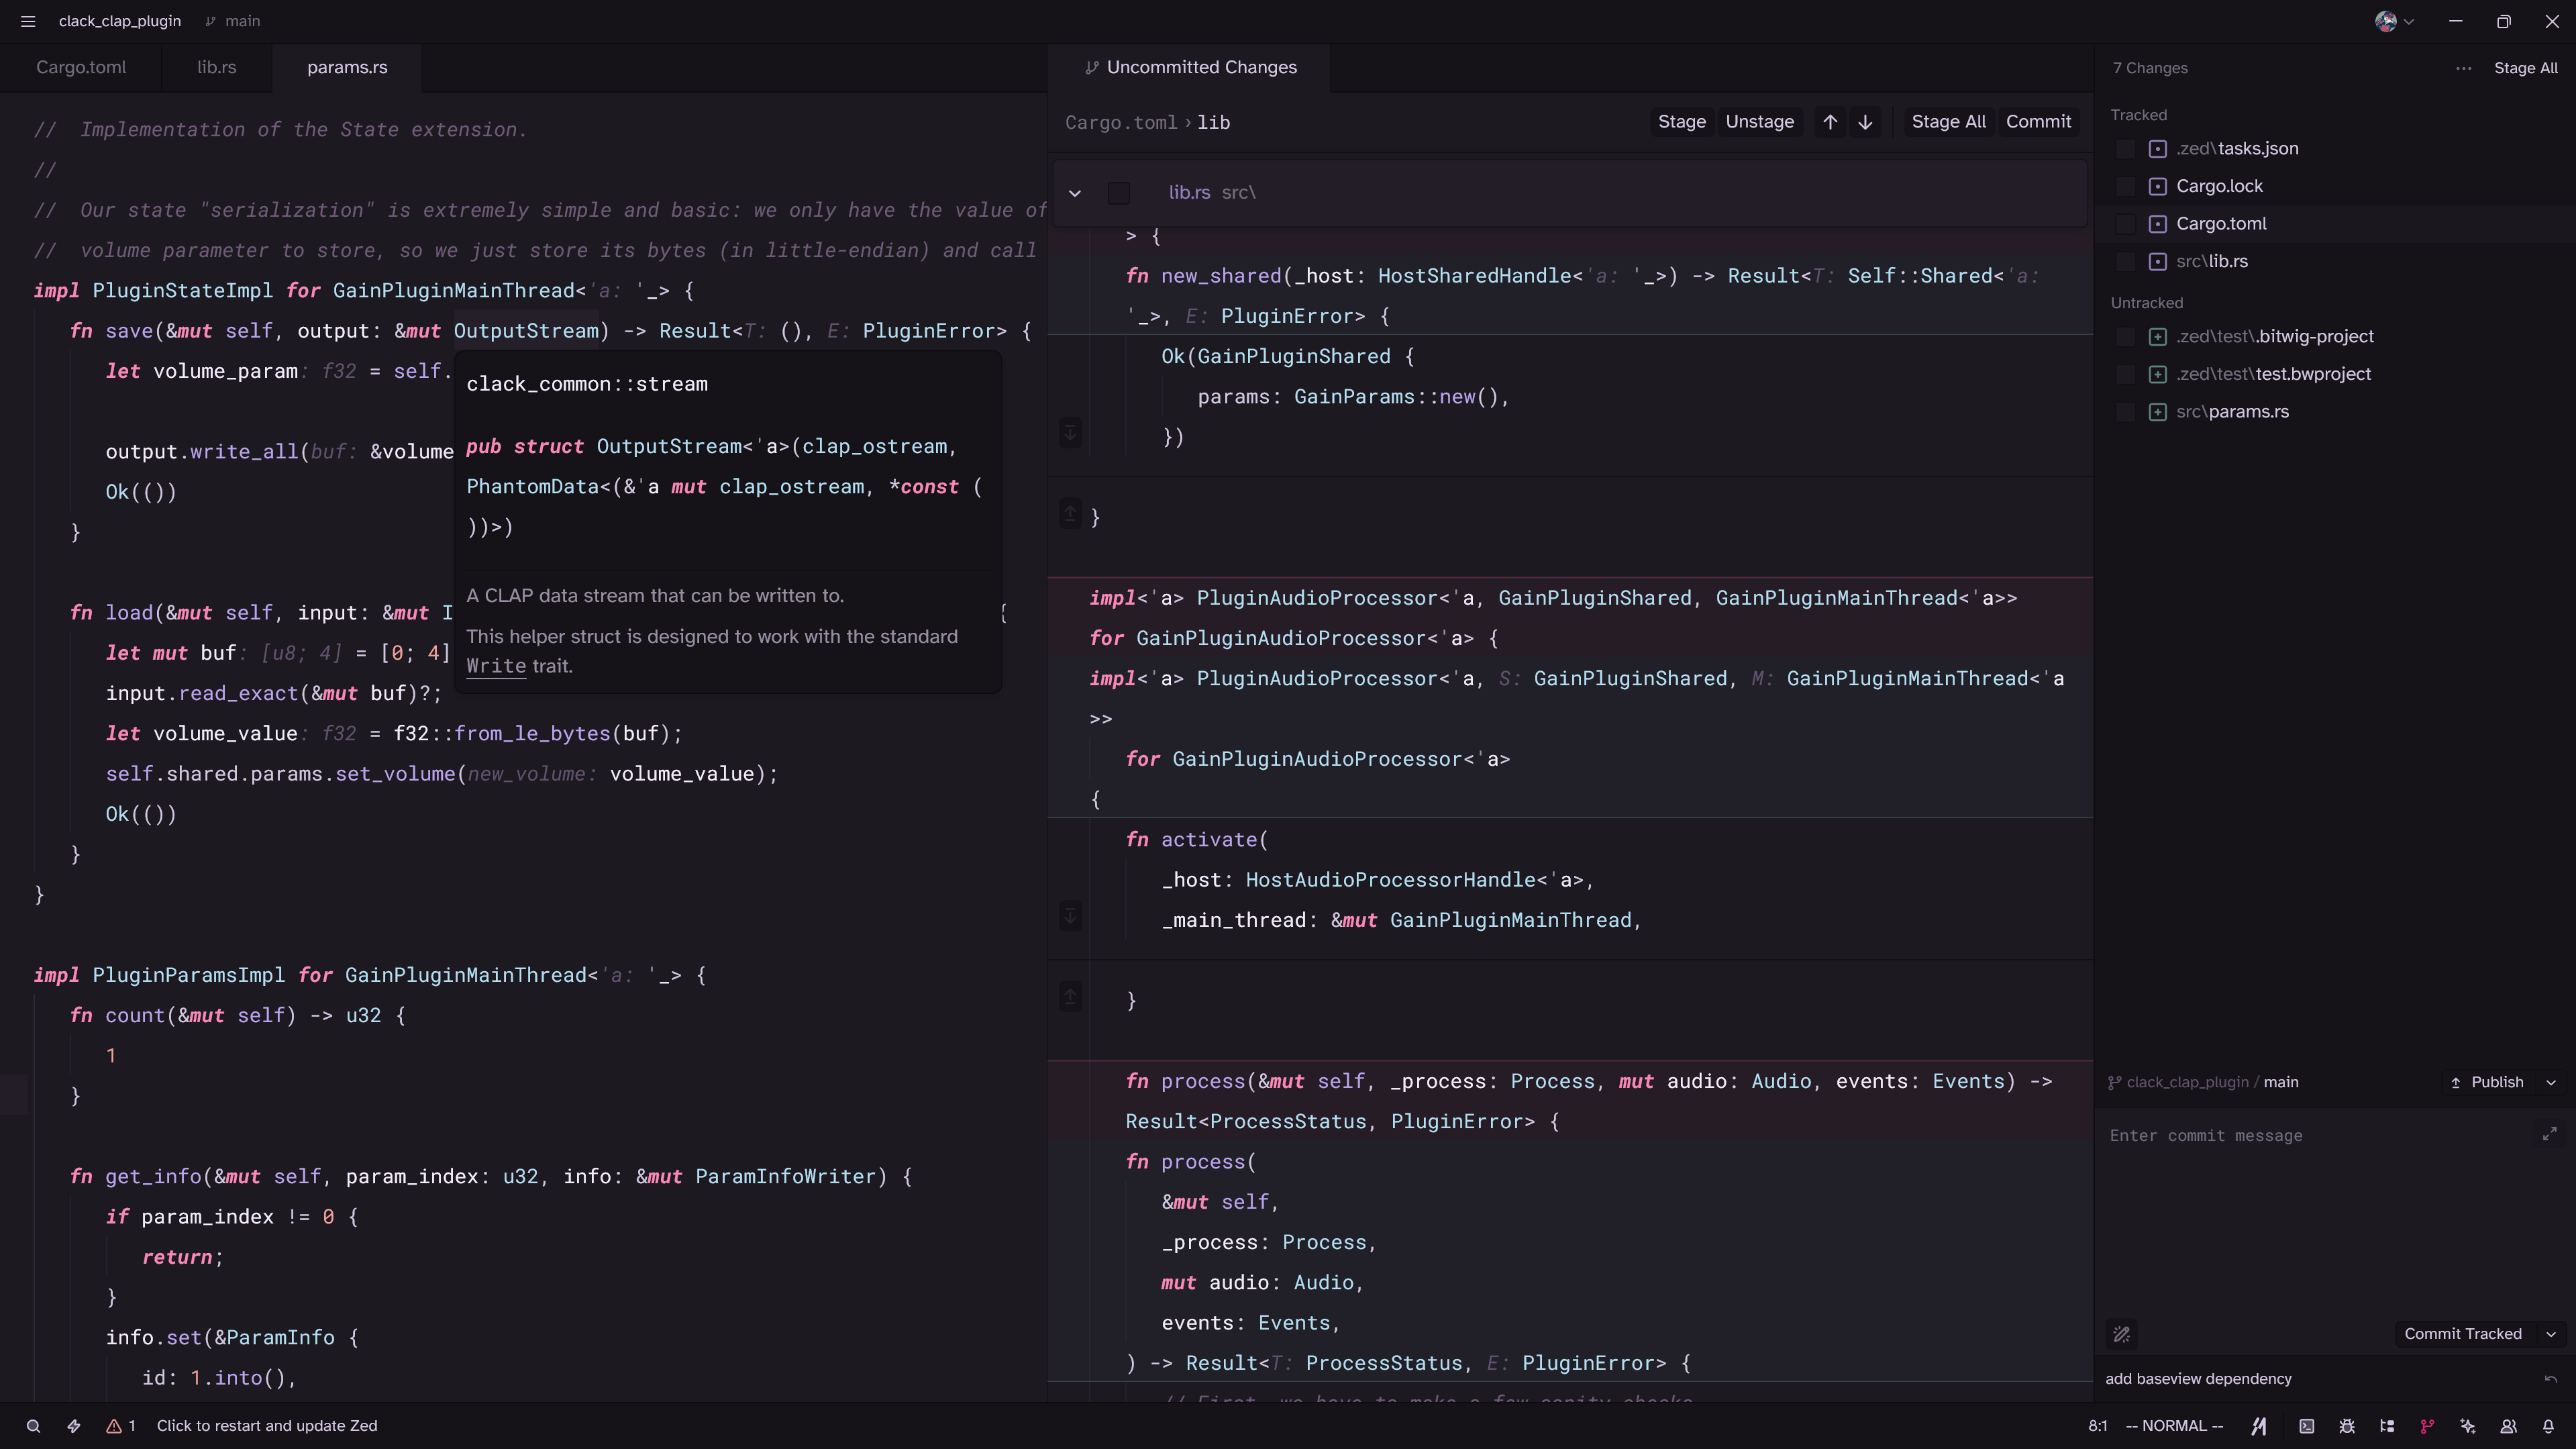 clack_clap_plugin main
Cargo.toml lib.rs params.rs
// Implementation of the State extension.
//
// Our state "serialization" is extremely simple and basic: we only have the value of
// volume parameter to store, so we just store its bytes (in little-endian) and call
impl PluginStateImpl for GainPluginMainThread<'a: '_> {
fn save(&mut self, output: &mut OutputStream) -> Result<T: (), E: PluginError> {
let volume_param: f32 = self.
output.write_all(buf: &volume
Ok(())
}
fn load(&mut self, input: &mut I
let mut buf: [u8; 4] = [0; 4]
input.read_exact(&mut buf)?;
let volume_value: f32 = f32::from_le_bytes(buf);
self.shared.params.set_volume(new_volume: volume_value);
Ok(())
}
}
impl PluginParamsImpl for GainPluginMainThread<'a: '_> {
fn count(&mut self) -> u32 {
1
}
fn get_info(&mut self, param_index: u32, info: &mut ParamInfoWriter) {
if param_index != 0 {
return;
}
info.set(&ParamInfo {
id: 1.into(),
clack_common::stream
pub struct OutputStream<'a>(clap_ostream,
PhantomData<(&'a mut clap_ostream, *const (
))>)
A CLAP data stream that can be written to.
This helper struct is designed to work with the standard
Write trait.
Uncommitted Changes
Cargo.toml › lib
Stage Unstage Stage All Commit
lib.rs src\
> {
fn new_shared(_host: HostSharedHandle<'a: '_>) -> Result<T: Self::Shared<'a:
'_>, E: PluginError> {
Ok(GainPluginShared {
params: GainParams::new(),
})
}
impl<'a> PluginAudioProcessor<'a, GainPluginShared, GainPluginMainThread<'a>>
for GainPluginAudioProcessor<'a> {
impl<'a> PluginAudioProcessor<'a, S: GainPluginShared, M: GainPluginMainThread<'a
>>
for GainPluginAudioProcessor<'a>
{
fn activate(
_host: HostAudioProcessorHandle<'a>,
_main_thread: &mut GainPluginMainThread,
}
fn process(&mut self, _process: Process, mut audio: Audio, events: Events) ->
Result<ProcessStatus, PluginError> {
fn process(
&mut self,
_process: Process,
mut audio: Audio,
events: Events,
) -> Result<T: ProcessStatus, E: PluginError> {
// First, we have to make a few sanity checks
7 Changes ··· Stage All
Tracked
.zed\tasks.json
Cargo.lock
Cargo.toml
src\lib.rs
Untracked
.zed\test\.bitwig-project
.zed\test\test.bwproject
src\params.rs
clack_clap_plugin / main Publish
Enter commit message
Commit Tracked
add baseview dependency
1 Click to restart and update Zed
8:1 -- NORMAL --